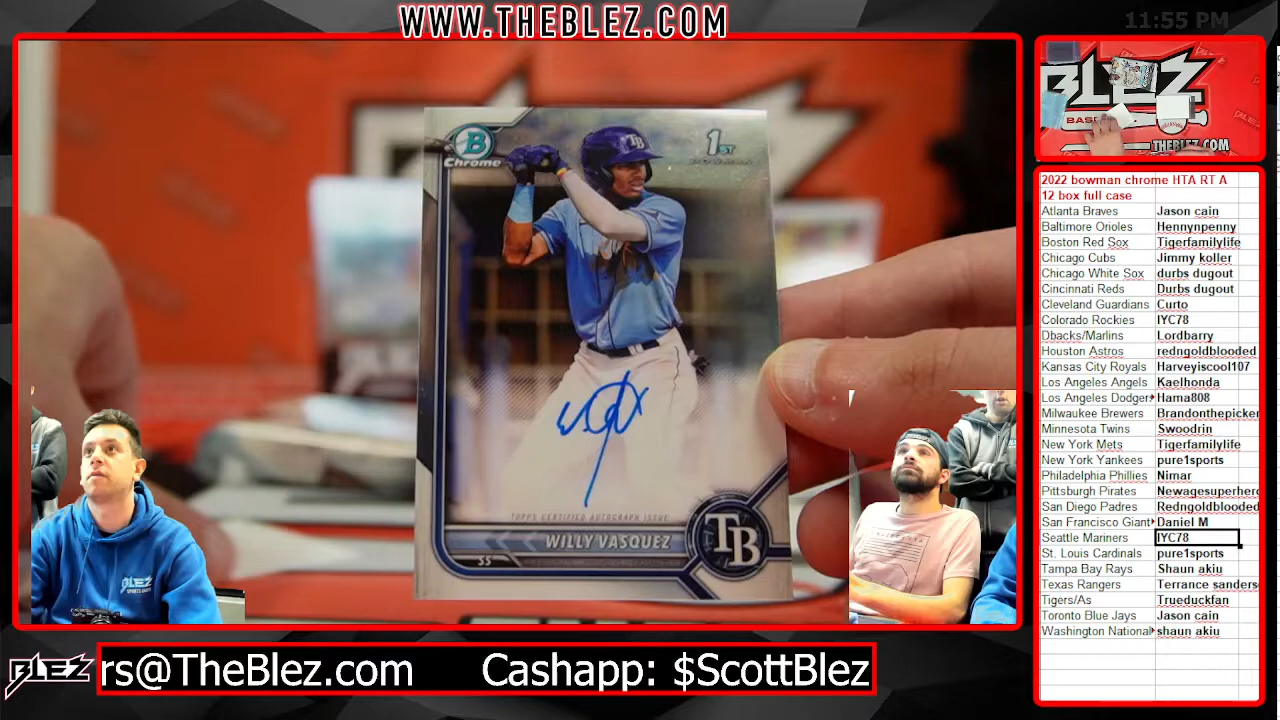 WWW.THEBLEZ.COM
11:55 PM
B
Chrome
1ST
TB
TOPPS CERTIFIED AUTOGRAPH ISSUE
WILLY VASQUEZ
SS
TB
BLEZ
THEBLEZ.COM
2022 bowman chrome HTA RT A
12 box full case
Atlanta Braves Jason cain
Baltimore Orioles Hennynpenny
Boston Red Sox Tigerfamilylife
Chicago Cubs Jimmy koller
Chicago White Sox durbs dugout
Cincinnati Reds Durbs dugout
Cleveland Guardians Curto
Colorado Rockies IYC78
Dbacks/Marlins Lordbarry
Houston Astros redngoldblooded
Kansas City Royals Harveyiscool107
Los Angeles Angels Kaelhonda
Los Angeles Dodgers Hama808
Milwaukee Brewers Brandonthepicker
Minnesota Twins Swoodrin
New York Mets Tigerfamilylife
New York Yankees pure1sports
Philadelphia Phillies Nimar
Pittsburgh Pirates Newagesuperhero
San Diego Padres Redngoldblooded
San Francisco Giant Daniel M
Seattle Mariners IYC78
St. Louis Cardinals pure1sports
Tampa Bay Rays Shaun akiu
Texas Rangers Terrance sanders
Tigers/As Trueduckfan
Toronto Blue Jays Jason cain
Washington National shaun akiu
BLEZ
BLEZ
rs@TheBlez.com Cashapp: $ScottBlez